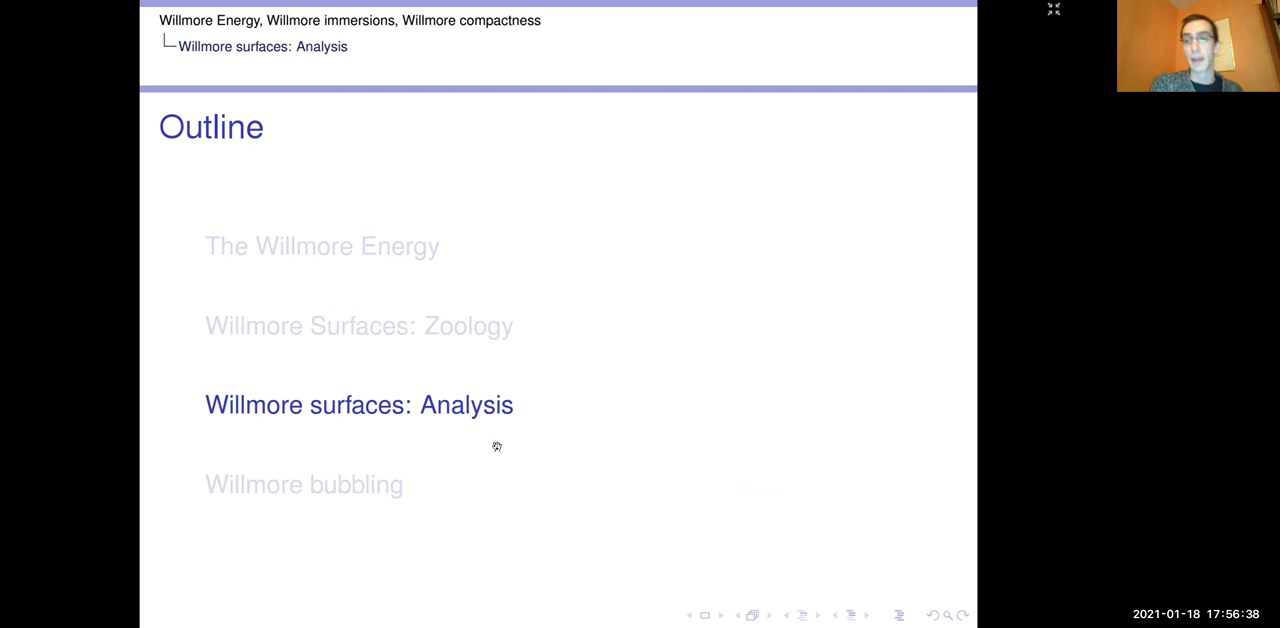 Willmore Energy, Willmore immersions, Willmore compactness
Willmore surfaces: Analysis
Outline
The Willmore Energy
Willmore Surfaces: Zoology
Willmore surfaces: Analysis
Willmore bubbling
2021-01-18 17:56:38